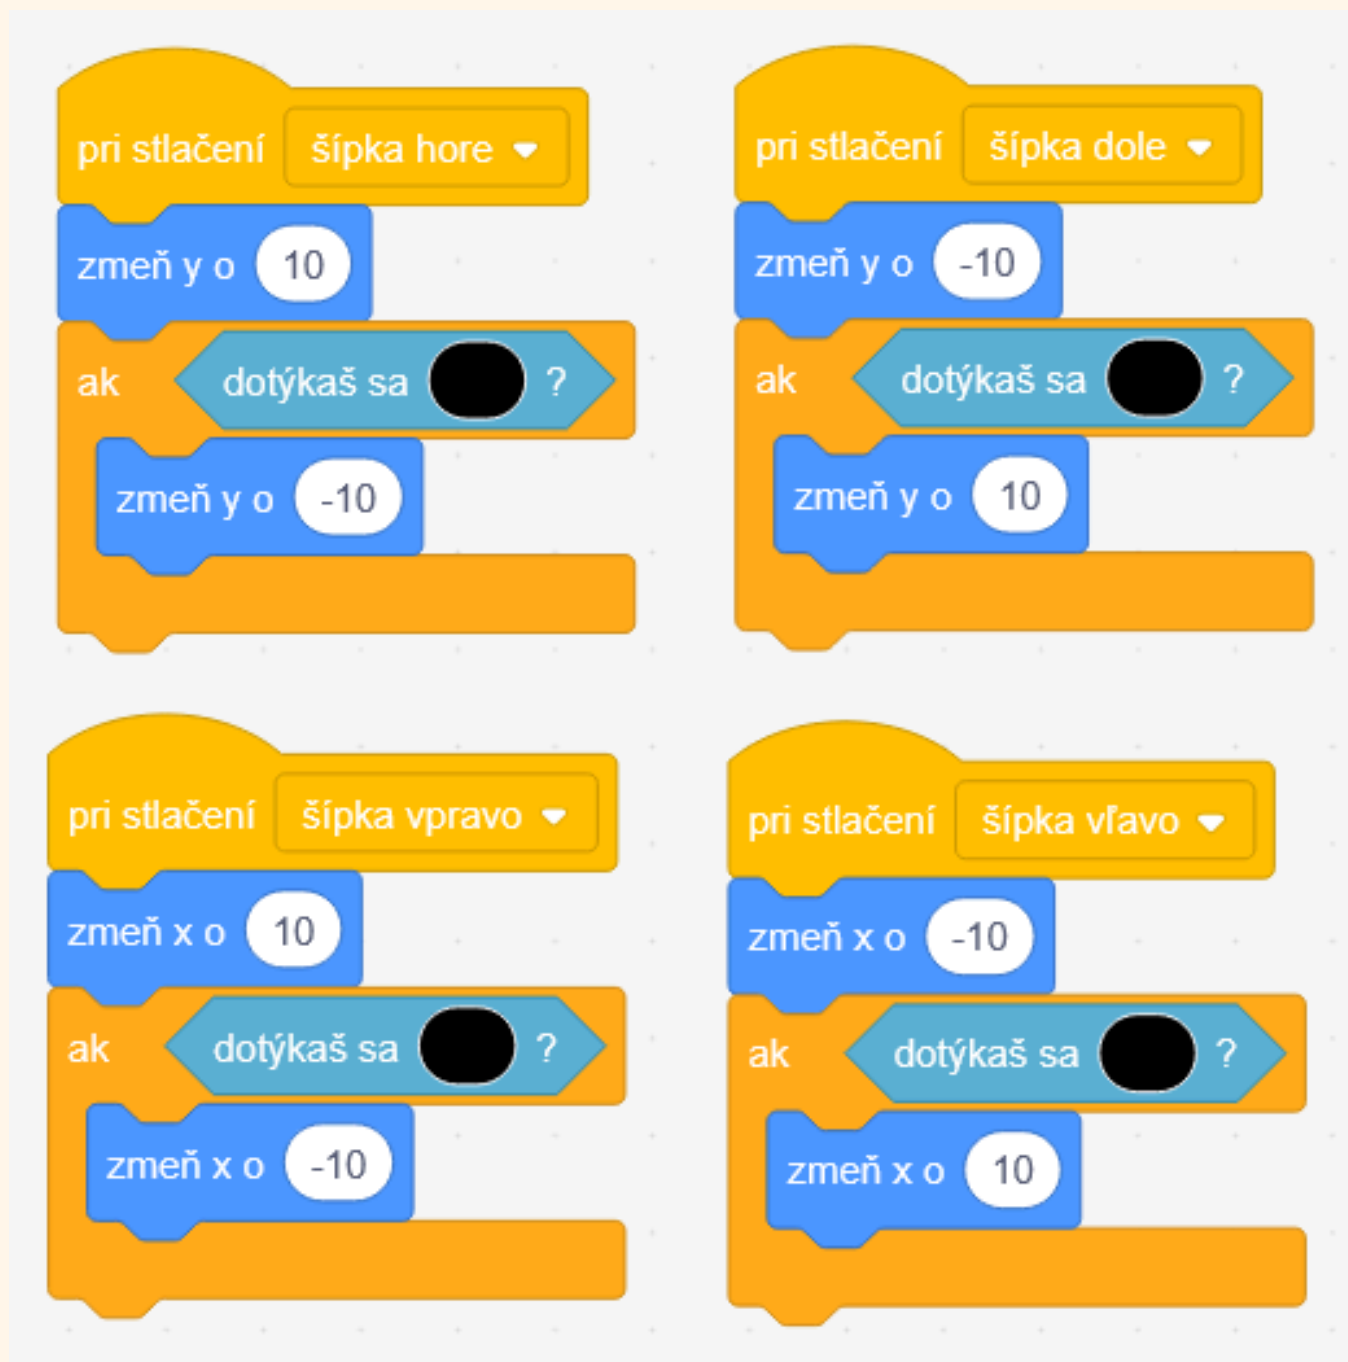 pri stlačení šípka hore
zmeň y o 10
ak dotýkaš sa ?
zmeň y o -10
pri stlačení šípka dole
zmeň y o -10
ak dotýkaš sa ?
zmeň y o 10
pri stlačení šípka vpravo
zmeň x o 10
ak dotýkaš sa ?
zmeň x o -10
pri stlačení šípka vľavo
zmeň x o -10
ak dotýkaš sa ?
zmeň x o 10